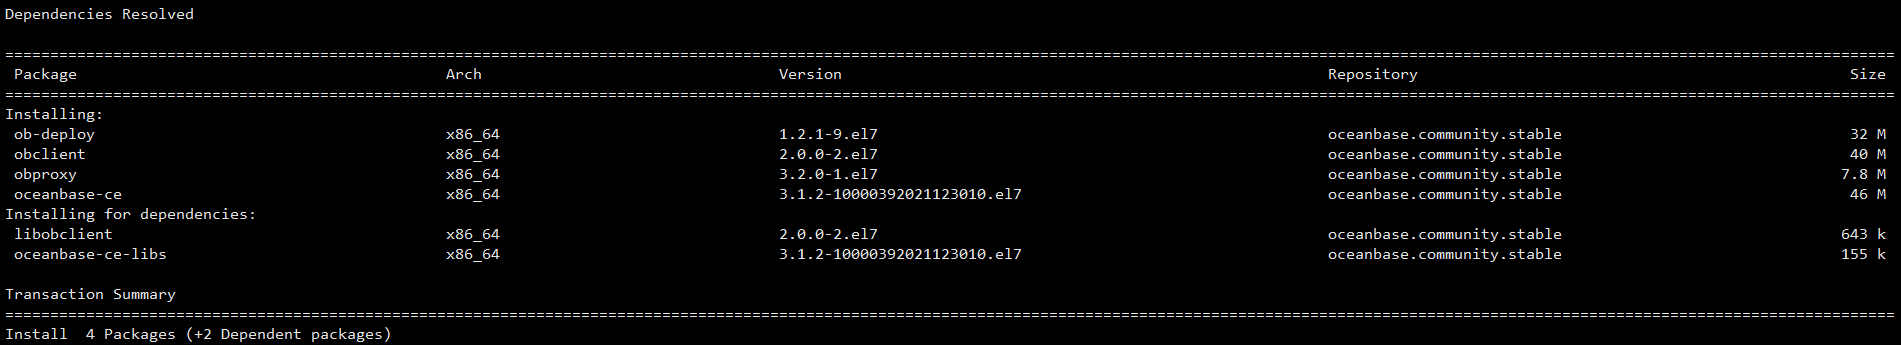 Dependencies Resolved
================================================================================
Package Arch Version Repository Size
================================================================================
Installing:
ob-deploy x86_64 1.2.1-9.el7 oceanbase.community.stable 32 M
obclient x86_64 2.0.0-2.el7 oceanbase.community.stable 40 M
obproxy x86_64 3.2.0-1.el7 oceanbase.community.stable 7.8 M
oceanbase-ce x86_64 3.1.2-10000392021123010.el7 oceanbase.community.stable 46 M
Installing for dependencies:
libobclient x86_64 2.0.0-2.el7 oceanbase.community.stable 643 k
oceanbase-ce-libs x86_64 3.1.2-10000392021123010.el7 oceanbase.community.stable 155 k
Transaction Summary
================================================================================
Install  4 Packages (+2 Dependent packages)